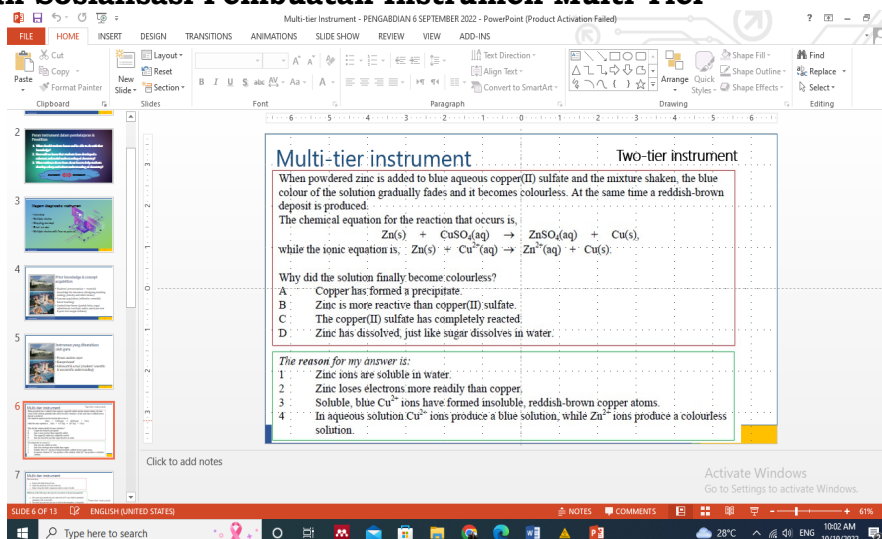 n Sosialisasi Pembuatan Instrumen Multi-Tier
Multi-tier Instrument - PENGABDIAN 6 SEPTEMBER 2022 - PowerPoint (Product Activation Failed)
FILE HOME INSERT DESIGN TRANSITIONS ANIMATIONS SLIDE SHOW REVIEW VIEW ADD-INS
Cut
Copy
Format Painter
Paste
Clipboard
New Slide
Layout
Reset
Section
Slides
Font
Text Direction
Align Text
Convert to SmartArt
Paragraph
Arrange
Quick Styles
Shape Fill
Shape Outline
Shape Effects
Drawing
Find
Replace
Select
Editing
Multi-tier instrument
Two-tier instrument
When powdered zinc is added to blue aqueous copper(II) sulfate and the mixture shaken, the blue
colour of the solution gradually fades and it becomes colourless. At the same time a reddish-brown
deposit is produced.
The chemical equation for the reaction that occurs is,
Zn(s) + CuSO₄(aq) → ZnSO₄(aq) + Cu(s),
while the ionic equation is, Zn(s) + Cu²⁺(aq) → Zn²⁺(aq) + Cu(s).
Why did the solution finally become colourless?
A Copper has formed a precipitate.
B Zinc is more reactive than copper(II) sulfate.
C The copper(II) sulfate has completely reacted.
D Zinc has dissolved, just like sugar dissolves in water.
The reason for my answer is:
1 Zinc ions are soluble in water.
2 Zinc loses electrons more readily than copper.
3 Soluble, blue Cu²⁺ ions have formed insoluble, reddish-brown copper atoms.
4 In aqueous solution Cu²⁺ ions produce a blue solution, while Zn²⁺ ions produce a colourless
solution.
Click to add notes
Activate Windows
Go to Settings to activate Windows.
SLIDE 6 OF 13 ENGLISH (UNITED STATES) NOTES COMMENTS 61%
Type here to search
28°C ENG 10:02 AM